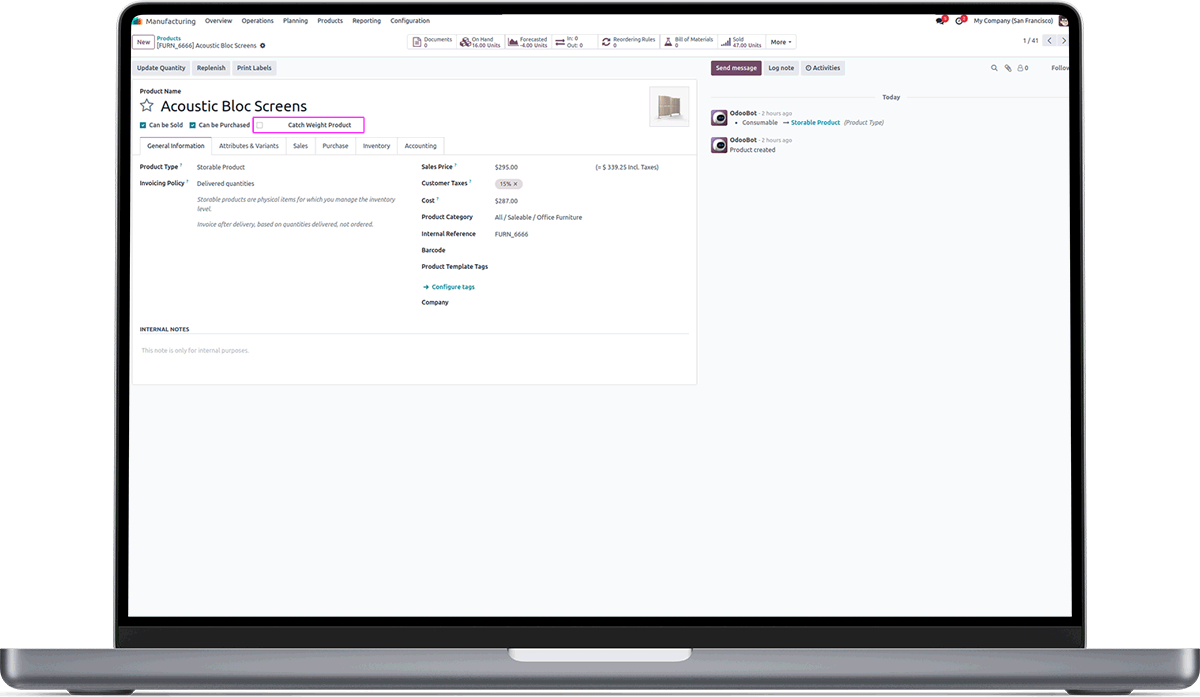 Manufacturing Overview Operations Planning Products Reporting Configuration
My Company (San Francisco)
New
Products
[FURN_6666] Acoustic Bloc Screens
Documents
0
On Hand
16.00 Units
Forecasted
-4.00 Units
In: 0
Out: 0
Reordering Rules
0
Bill of Materials
0
Sold
47.00 Units
More
1 / 41
Update Quantity Replenish Print Labels
Send message Log note Activities
0
Follow
Product Name
Acoustic Bloc Screens
Can be Sold Can be Purchased Catch Weight Product
General Information Attributes & Variants Sales Purchase Inventory Accounting
Product Type ? Storable Product
Invoicing Policy ? Delivered quantities
Storable products are physical items for which you manage the inventory
level.
Invoice after delivery, based on quantities delivered, not ordered.
Sales Price ? $295.00 (= $ 339.25 Incl. Taxes)
Customer Taxes ? 15% ×
Cost ? $287.00
Product Category All / Saleable / Office Furniture
Internal Reference FURN_6666
Barcode
Product Template Tags
→ Configure tags
Company
INTERNAL NOTES
This note is only for internal purposes.
Today
OdooBot - 2 hours ago
• Consumable → Storable Product (Product Type)
OdooBot - 2 hours ago
Product created